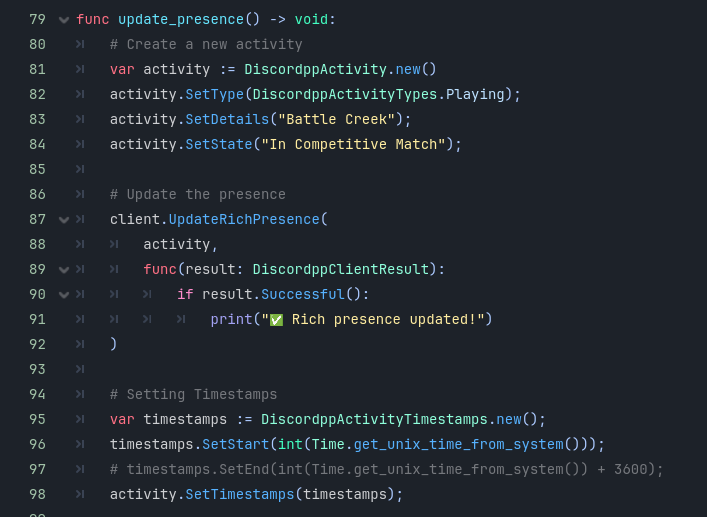 79 func update_presence() -> void:
80 # Create a new activity
81 var activity := DiscordppActivity.new()
82 activity.SetType(DiscordppActivityTypes.Playing);
83 activity.SetDetails("Battle Creek");
84 activity.SetState("In Competitive Match");
85
86 # Update the presence
87 client.UpdateRichPresence(
88 activity,
89 func(result: DiscordppClientResult):
90 if result.Successful():
91 print("✅ Rich presence updated!")
92 )
93
94 # Setting Timestamps
95 var timestamps := DiscordppActivityTimestamps.new();
96 timestamps.SetStart(int(Time.get_unix_time_from_system()));
97 # timestamps.SetEnd(int(Time.get_unix_time_from_system()) + 3600);
98 activity.SetTimestamps(timestamps);